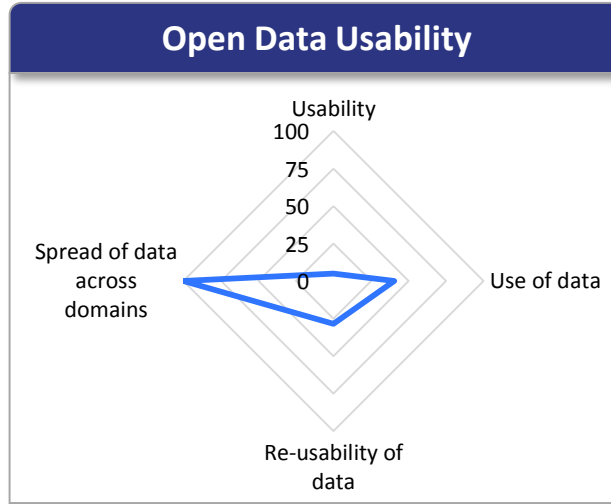 Open Data Usability
Usability
100
75
50
25
0
Spread of data
across
domains
Use of data
Re-usability of
data